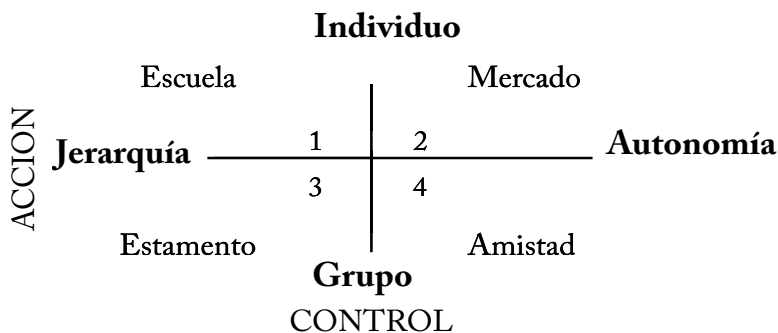 Individuo
Escuela Mercado
ACCION
Jerarquía 1 2 Autonomía
3 4
Estamento Amistad
Grupo
CONTROL